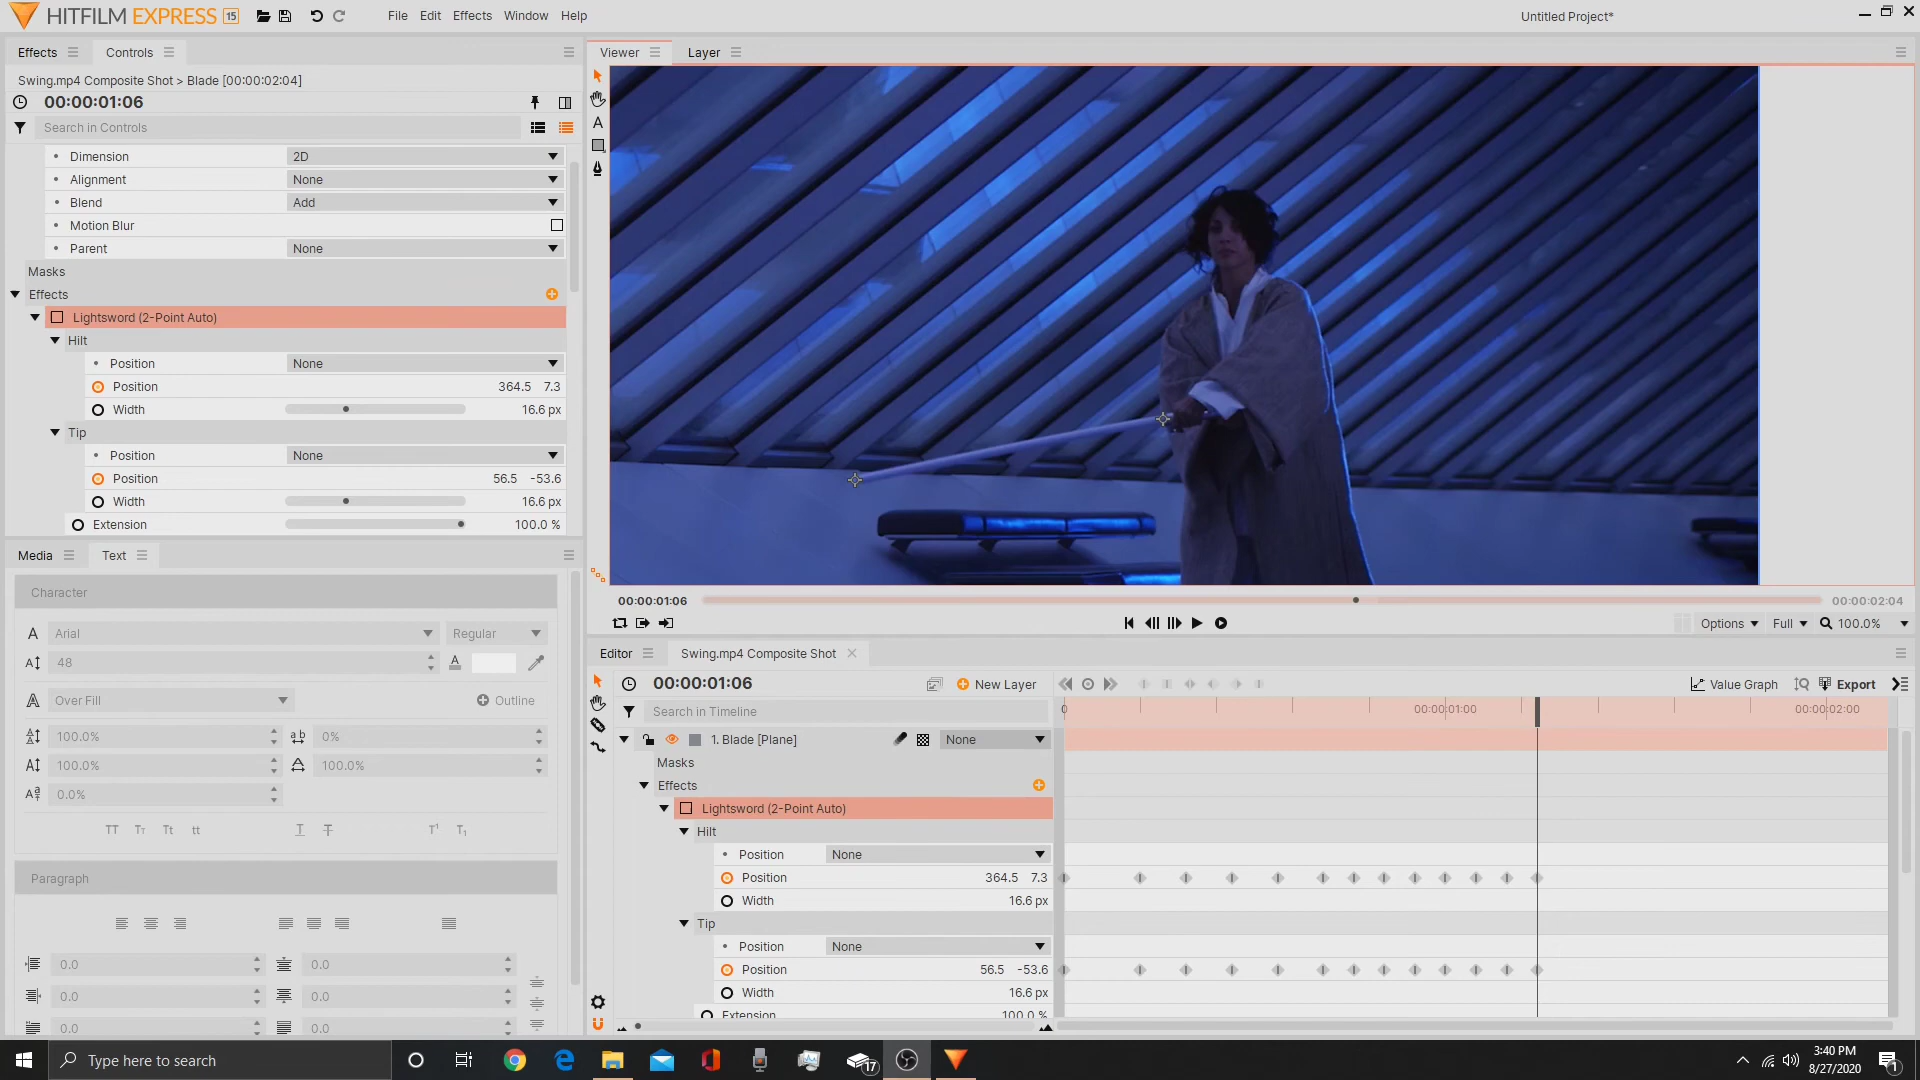 HITFILM EXPRESS 15
File Edit Effects Window Help
Untitled Project*
Effects Controls
Swing.mp4 Composite Shot > Blade [00:00:02:04]
00:00:01:06
Search in Controls
Dimension 2D
Alignment None
Blend Add
Motion Blur
Parent None
Masks
Effects
Lightsword (2-Point Auto)
Hilt
Position None
Position 364.5 7.3
Width 16.6 px
Tip
Position None
Position 56.5 -53.6
Width 16.6 px
Extension 100.0 %
Viewer Layer
00:00:01:06 00:00:02:04
Options Full 100.0%
Media Text
Character
A Arial Regular
48
Over Fill Outline
100.0% 0%
100.0% 100.0%
0.0%
TT Tт Tt tt T T T¹ T₁
Paragraph
0.0 0.0
0.0 0.0
0.0 0.0
Editor Swing.mp4 Composite Shot
00:00:01:06 New Layer
Value Graph Export
Search in Timeline
0 00:00:01:00 00:00:02:00
1. Blade [Plane] None
Masks
Effects
Lightsword (2-Point Auto)
Hilt
Position None
Position 364.5 7.3
Width 16.6 px
Tip
Position None
Position 56.5 -53.6
Width 16.6 px
Extension 100.0 %
Type here to search
17
3:40 PM
8/27/2020
1